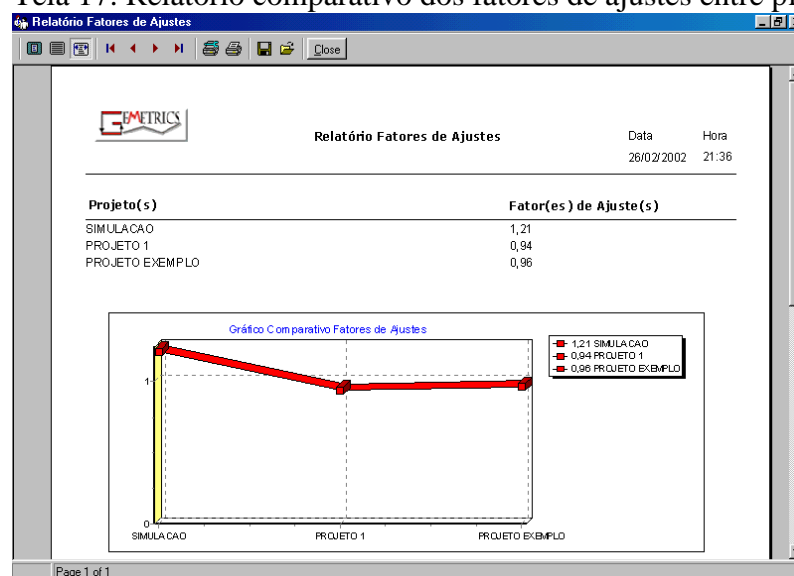 Tela 17: Relatório comparativo dos fatores de ajustes entre
Relatório Fatores de Ajustes
Close
GEMETRICS
Relatório Fatores de Ajustes
Data Hora
26/02/2002 21:36
Projeto(s) Fator(es) de Ajuste(s)
SIMULACAO 1,21
PROJETO 1 0,94
PROJETO EXEMPLO 0,96
Gráfico Comparativo Fatores de Ajustes
1,21 SIMULACAO
0,94 PROJETO 1
0,96 PROJETO EXEMPLO
1
0
SIMULACAO PROJETO 1 PROJETO EXEMPLO
Page 1 of 1